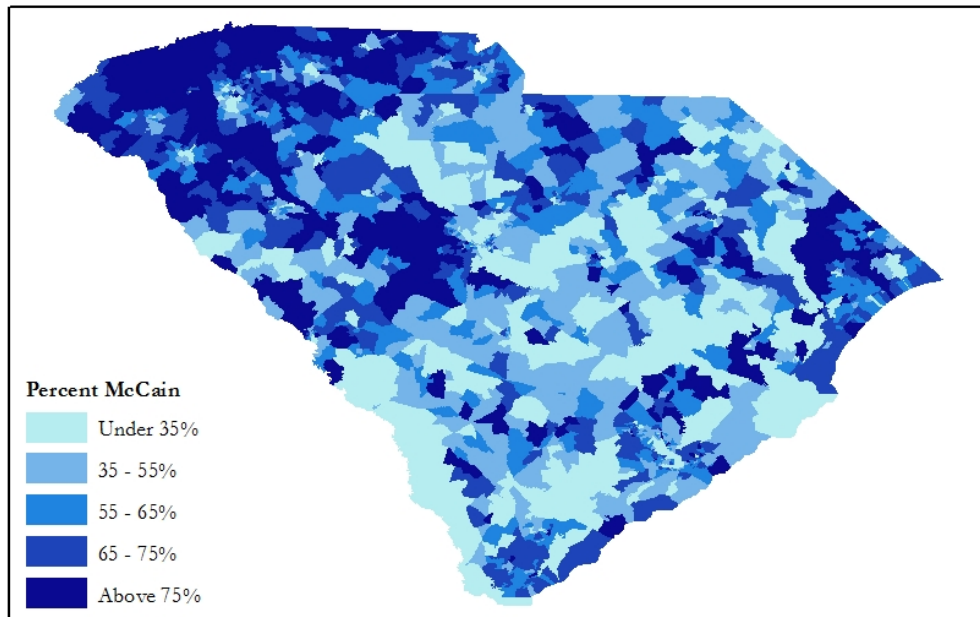 Percent McCain
Under 35%
35 - 55%
55 - 65%
65 - 75%
Above 75%